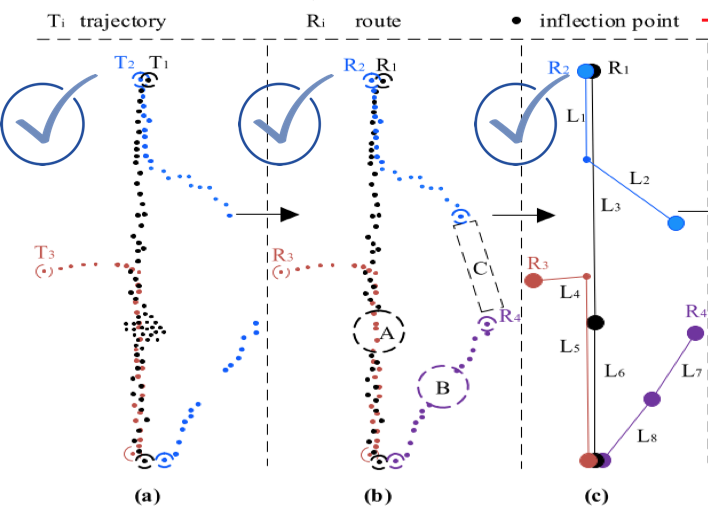 Ti trajectory Ri route inflection point
T2 T1 R2 R1 R2 R1
L1
L2
L3
T3 R3 R3
C
L4
R4 R4
A
L5
L6 L7
B
L8
(a) (b) (c)